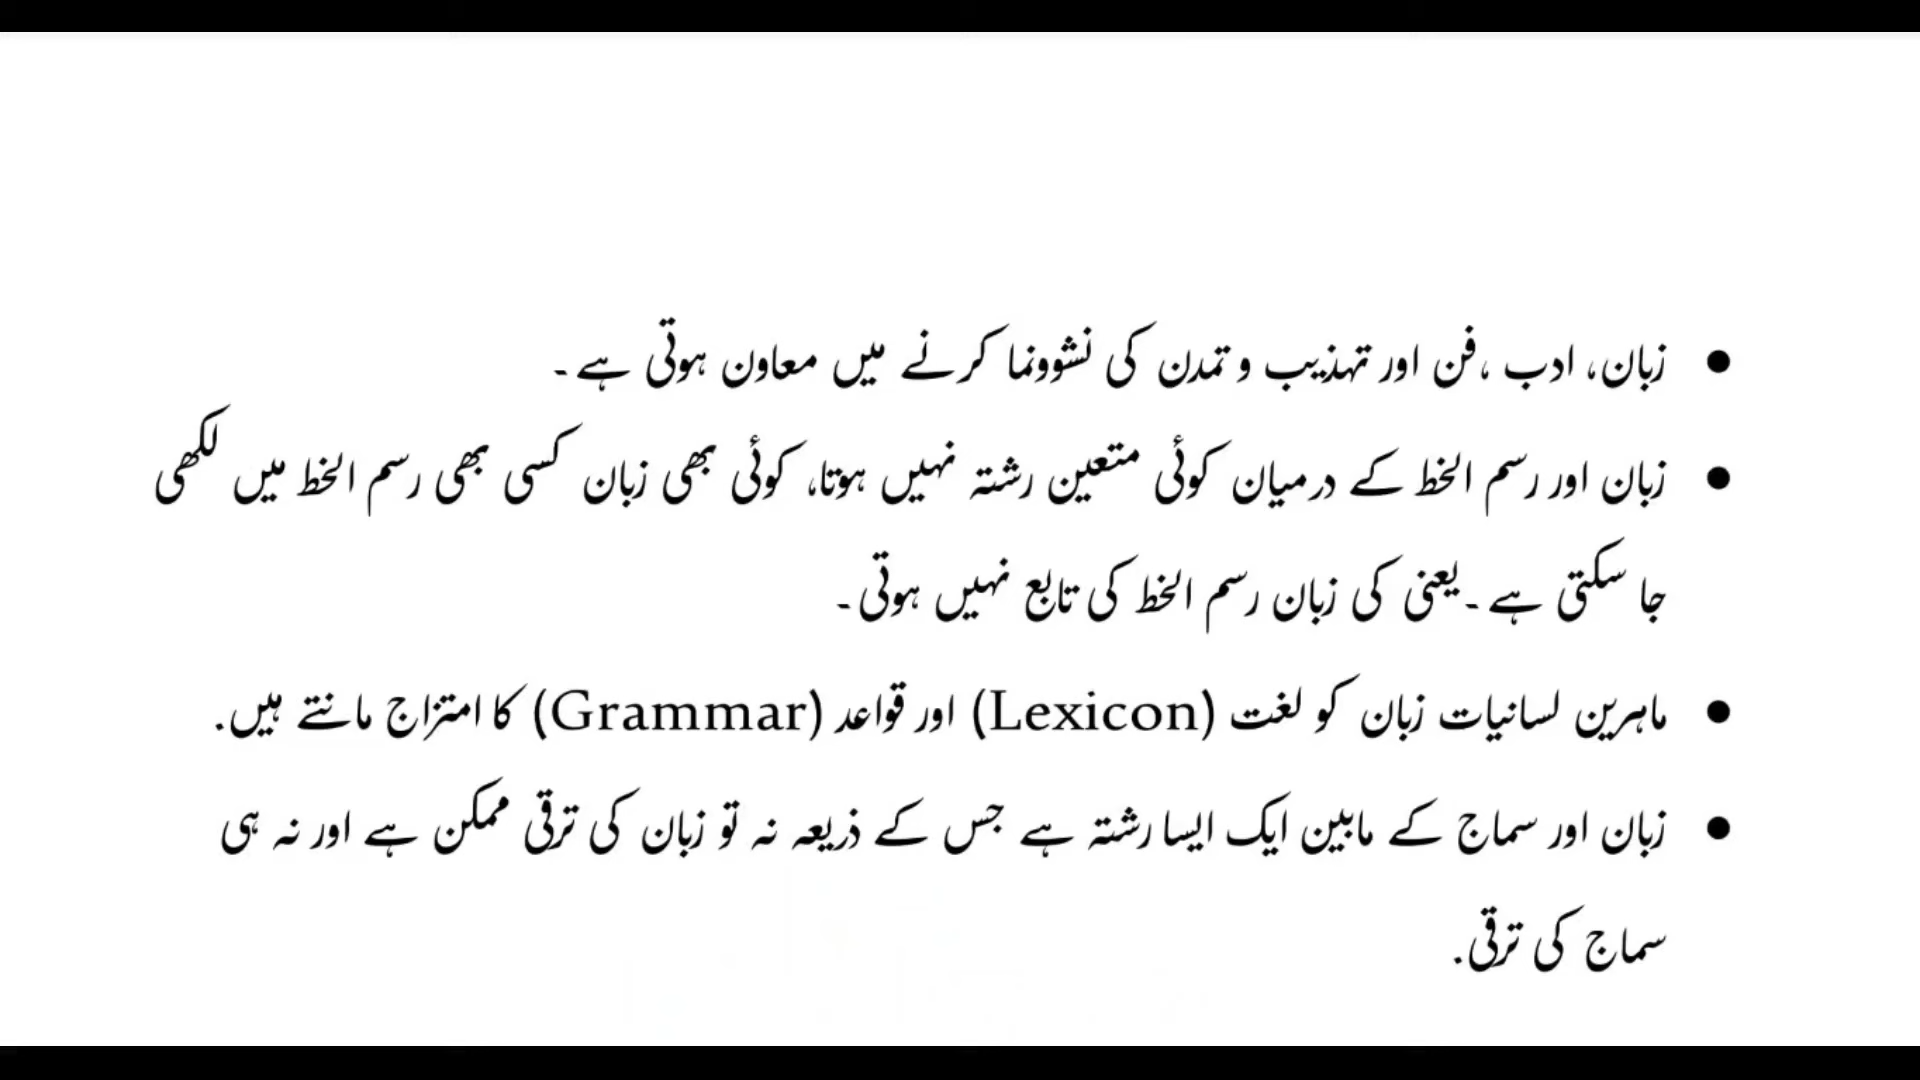 • زبان، ادب ،فن اور تہذیب و تمدن کی نشوونما کرنے میں معاون ہوتی ہے۔
• زبان اور رسم الخط کے درمیان کوئی متعین رشتہ نہیں ہوتا، کوئی بھی زبان کسی بھی رسم الخط میں لکھی
جا سکتی ہے۔یعنی کی زبان رسم الخط کی تابع نہیں ہوتی۔
• ماہرین لسانیات زبان کو لغت (Lexicon) اور قواعد (Grammar) کا امتزاج مانتے ہیں.
• زبان اور سماج کے مابین ایک ایسا رشتہ ہے جس کے ذریعہ نہ تو زبان کی ترقی ممکن ہے اور نہ ہی
سماج کی ترقی.